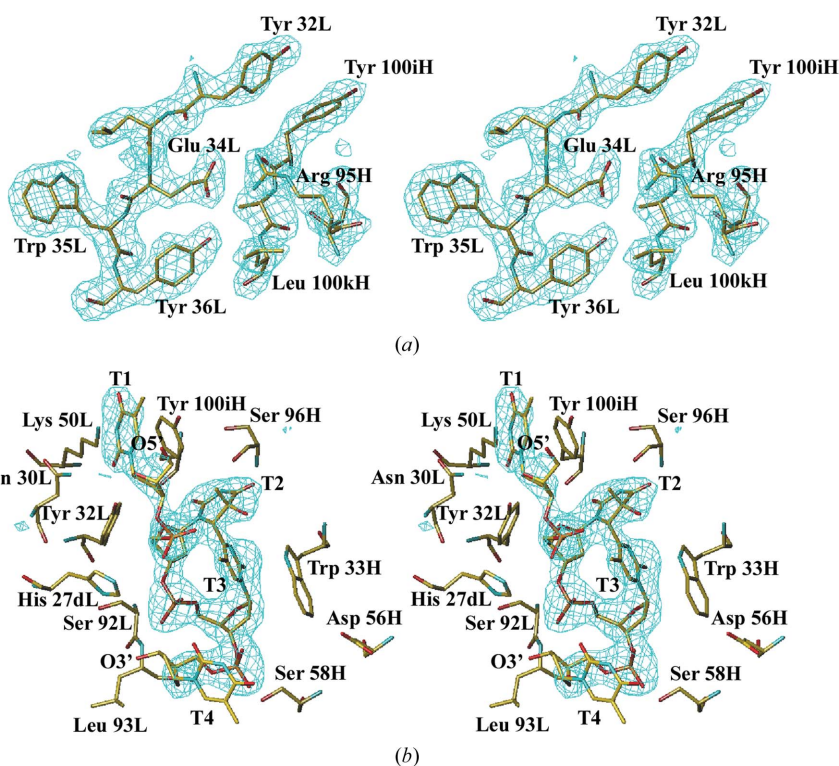 Tyr 32L Tyr 32L
Tyr 100iH Tyr 100iH
Glu 34L Glu 34L
Arg 95H Arg 95H
Trp 35L Trp 35L
Leu 100kH Leu 100kH
Tyr 36L Tyr 36L
(a)
T1 T1
Lys 50L Tyr 100iH Ser 96H Lys 50L Tyr 100iH Ser 96H
O5' O5'
n 30L T2 Asn 30L T2
Tyr 32L Tyr 32L
T3 Trp 33H T3 Trp 33H
His 27dL His 27dL
Ser 92L Asp 56H Ser 92L Asp 56H
O3' Ser 58H O3' Ser 58H
Leu 93L T4 Leu 93L T4
(b)